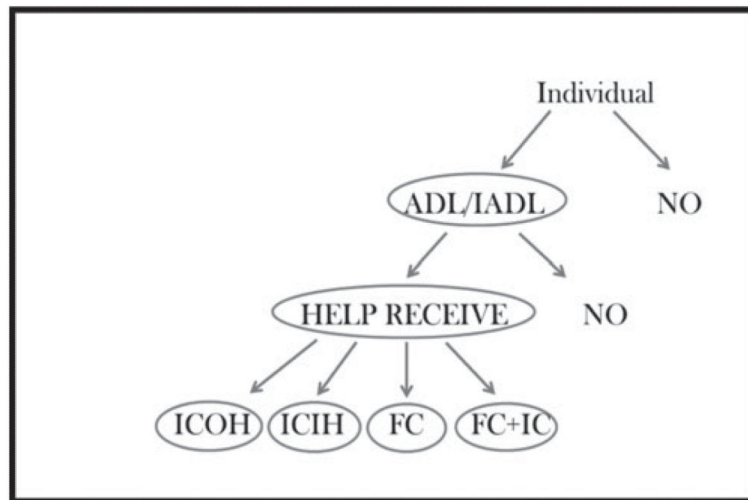 Individual
ADL/IADL NO
HELP RECEIVE NO
ICOH ICIH FC FC+IC